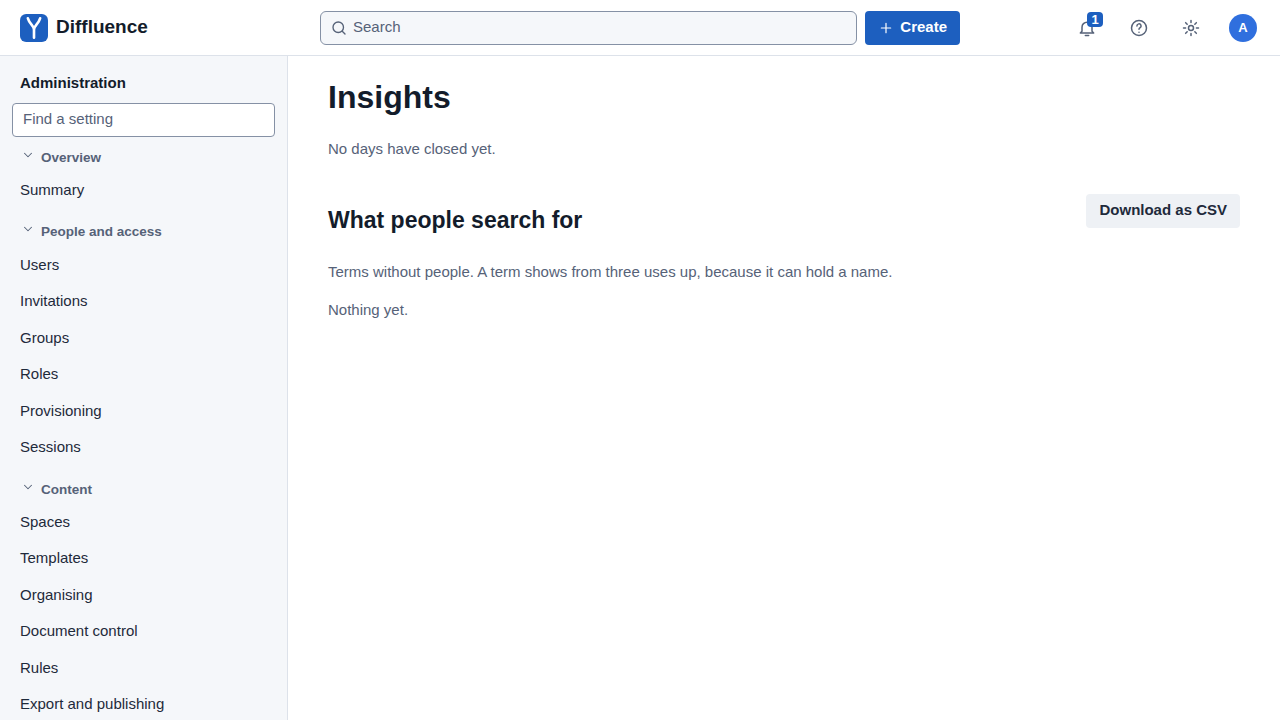 Diffluence
Search
Create
1
A
Administration
Find a setting
Overview
Summary
People and access
Users
Invitations
Groups
Roles
Provisioning
Sessions
Content
Spaces
Templates
Organising
Document control
Rules
Export and publishing
Insights
No days have closed yet.
What people search for
Download as CSV
Terms without people. A term shows from three uses up, because it can hold a name.
Nothing yet.